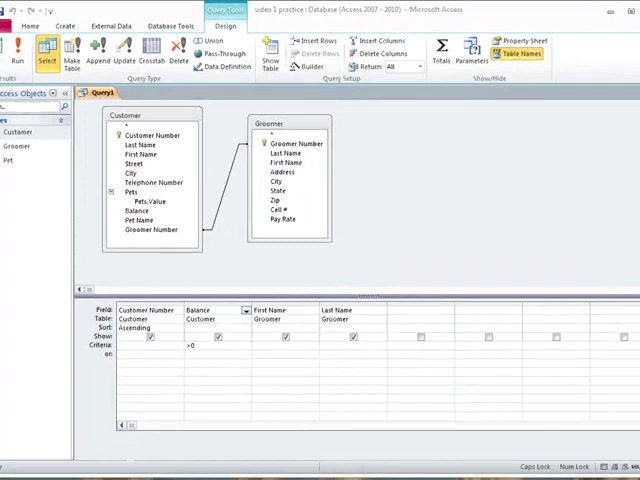 Query Tools
video 1 practice : Database (Access 2007 - 2010) - Microsoft Access
Home Create External Data Database Tools Design
Run Select Make Table Append Update Crosstab Delete
Union
Pass-Through
Data Definition
Show Table
Insert Rows
Delete Rows
Builder
Insert Columns
Delete Columns
Return: All
Totals Parameters
Property Sheet
Table Names
Query Type Query Setup Show/Hide
Access Objects
Query1
Customer
Groomer
Pet
Customer
*
Customer Number
Last Name
First Name
Street
City
Telephone Number
Pets
Pets.Value
Balance
Pet Name
Groomer Number
Groomer
*
Groomer Number
Last Name
First Name
Address
City
State
Zip
Cell #
Pay Rate
Field: Customer Number Balance First Name Last Name
Table: Customer Customer Groomer Groomer
Sort: Ascending
Show:
Criteria: >0
Caps Lock Num Lock